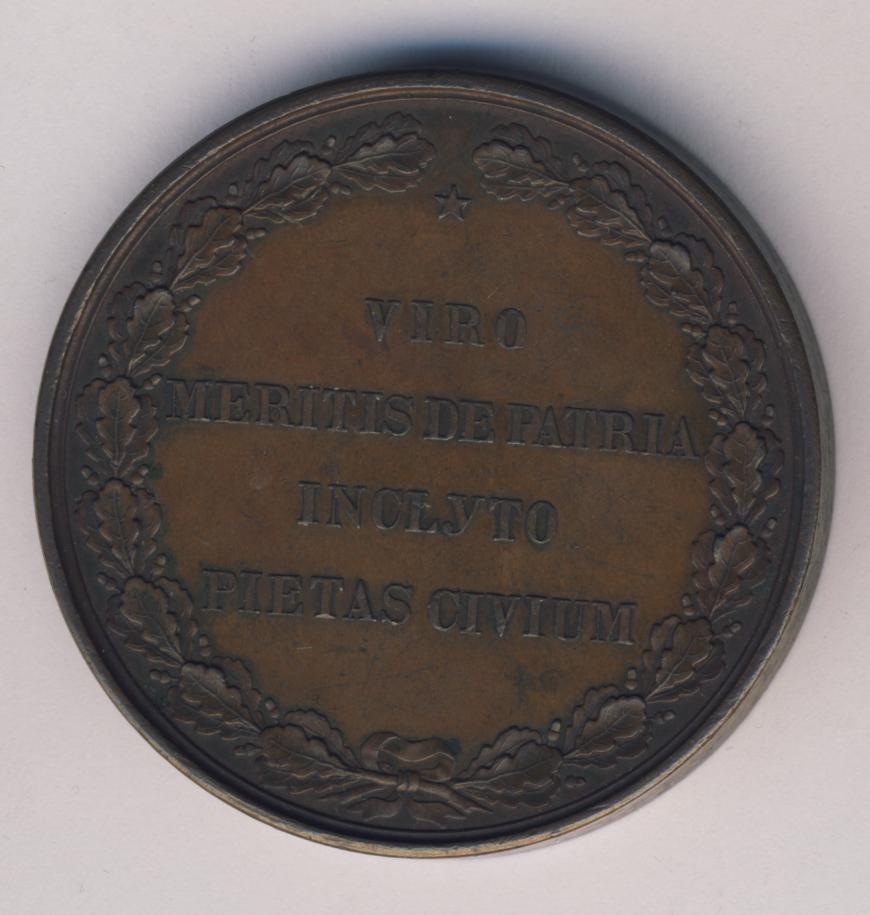 VIRO
MERITIS DE PATRIA
INCLYTO
PIETAS CIVIUM